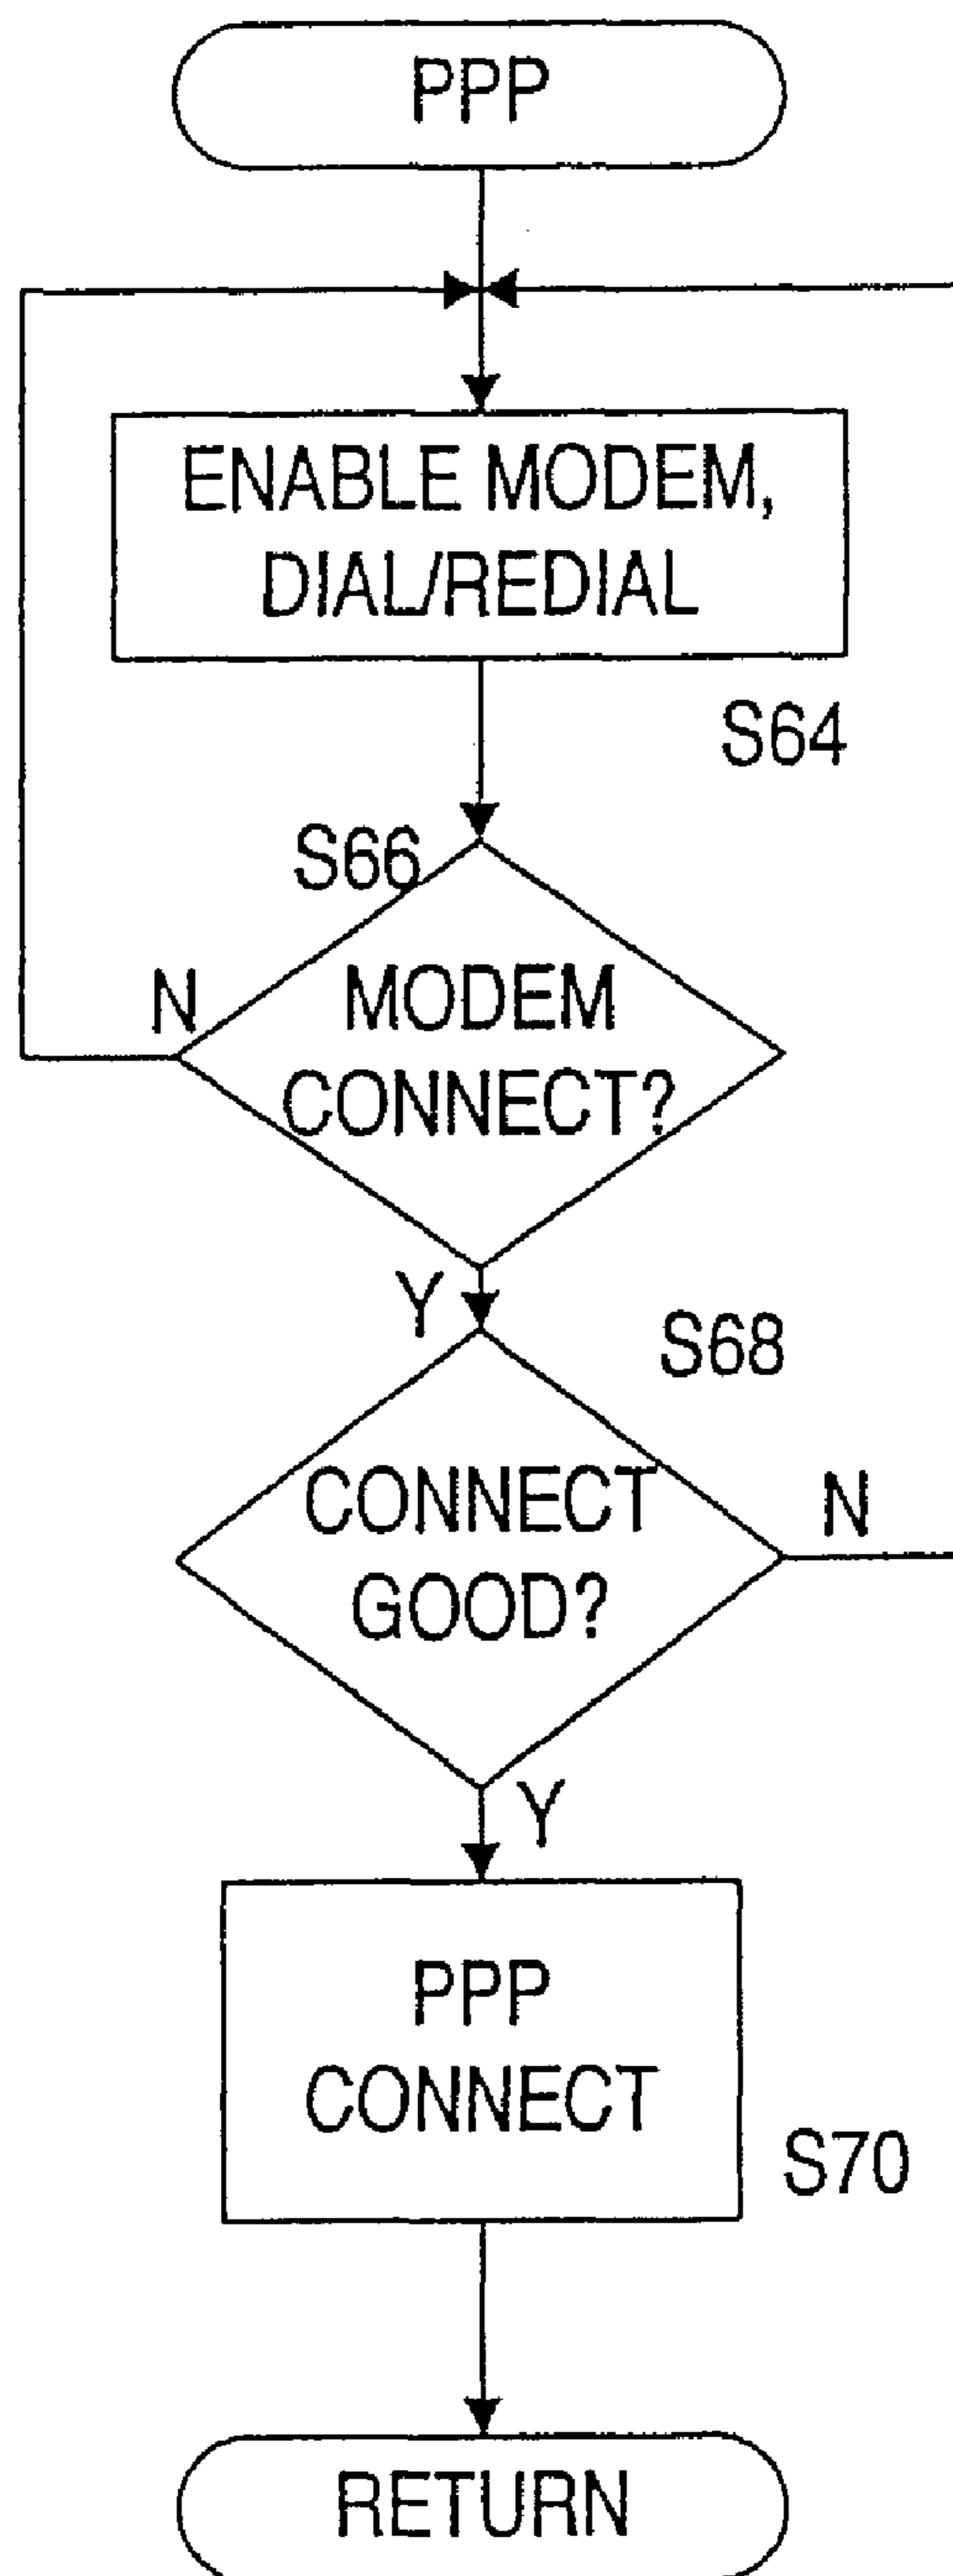 PPP
ENABLE MODEM,
DIAL/REDIAL
S64
S66
N
MODEM
CONNECT?
Y
S68
CONNECT
GOOD?
N
Y
PPP
CONNECT
S70
RETURN